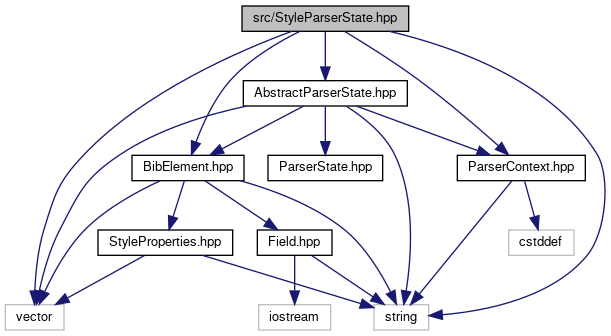 src/StyleParserState.hpp
AbstractParserState.hpp
BibElement.hpp
ParserState.hpp
ParserContext.hpp
StyleProperties.hpp
Field.hpp
cstddef
vector
iostream
string